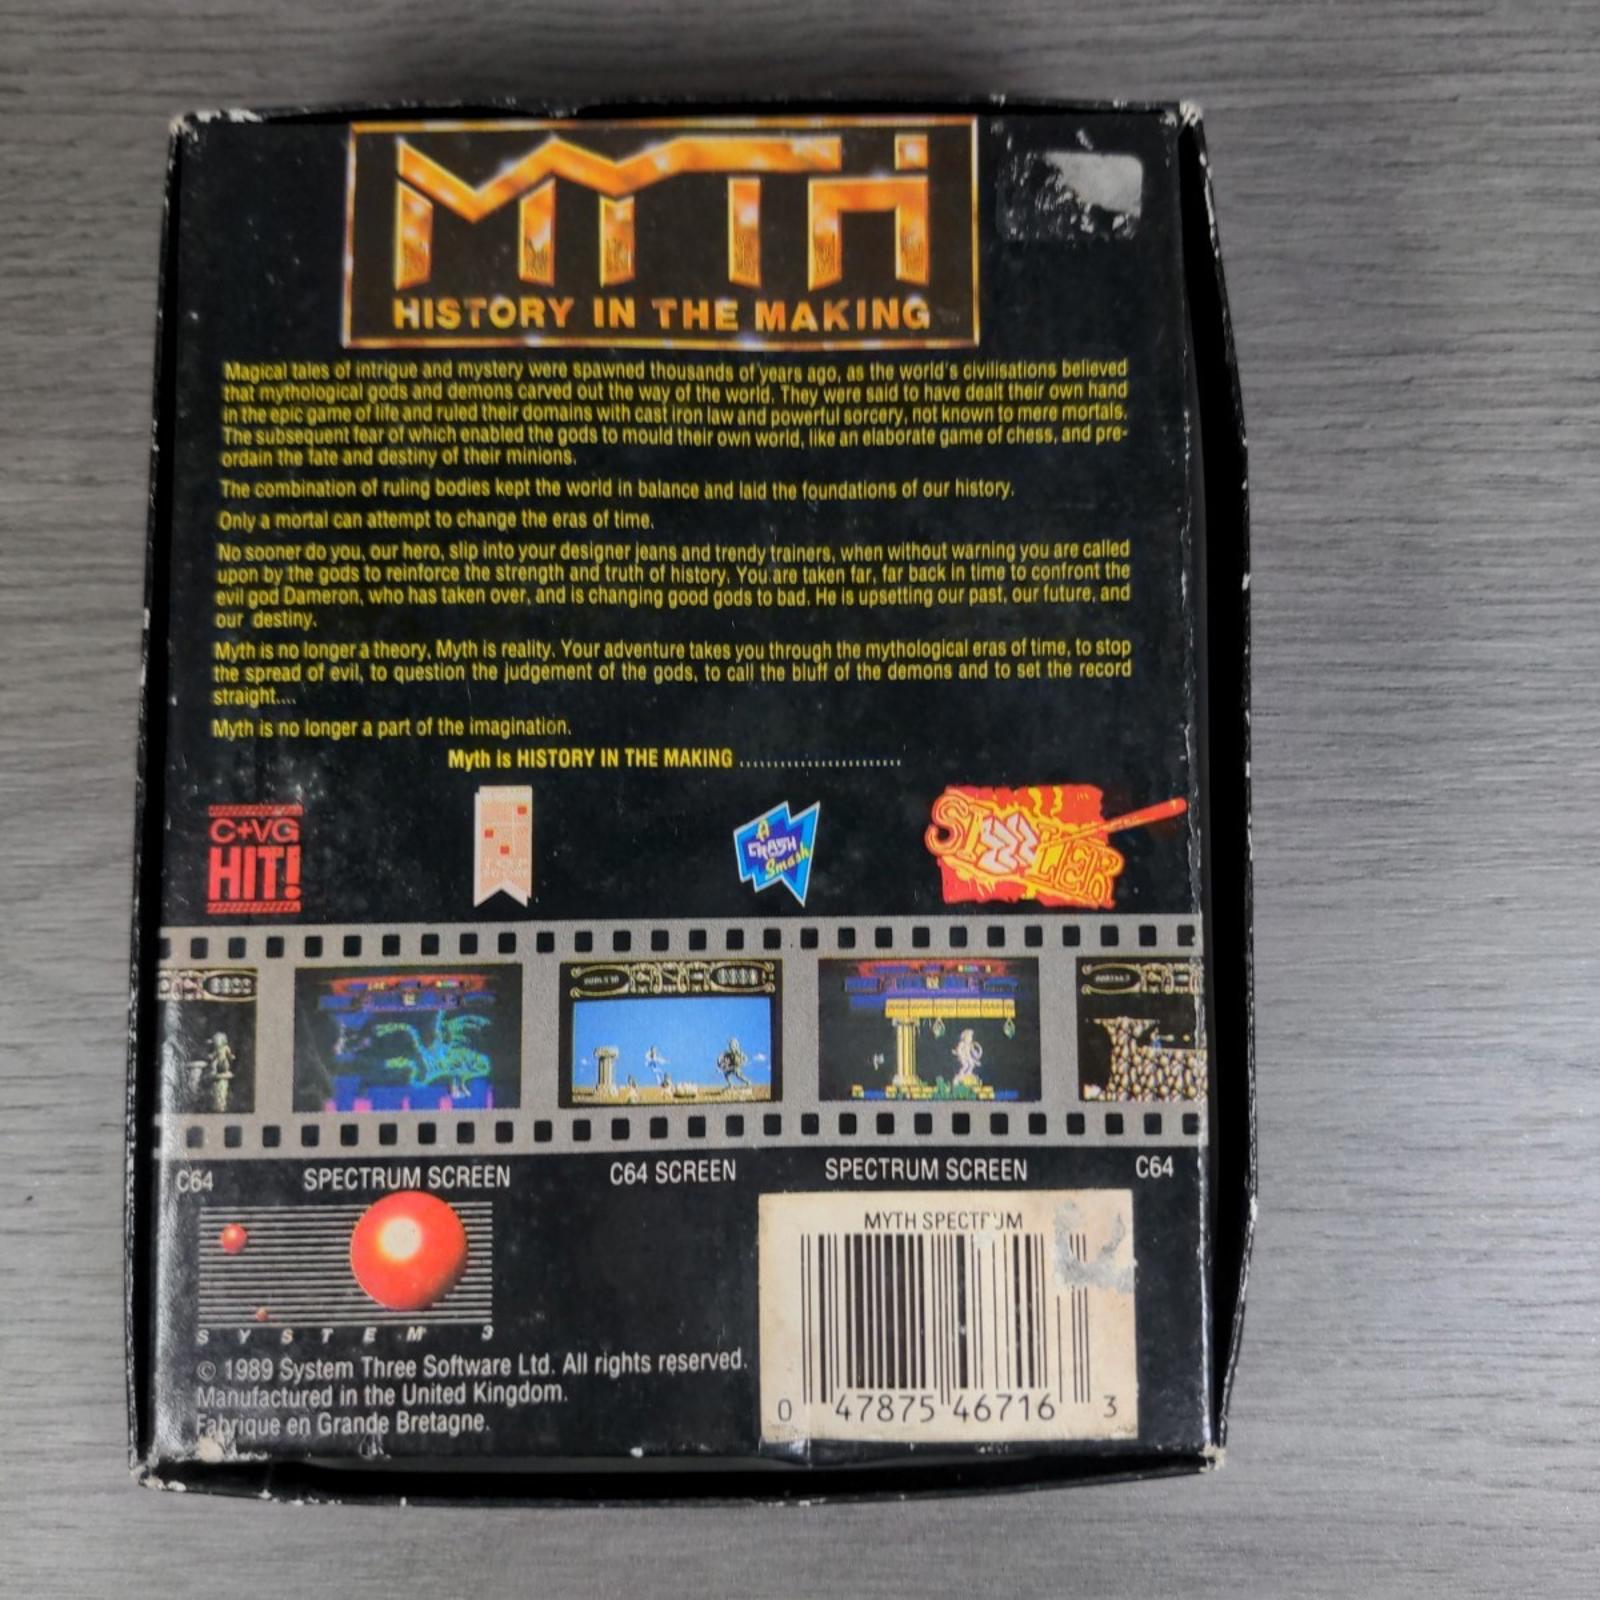 MYTH
HISTORY IN THE MAKING
Magical tales of intrigue and mystery were spawned thousands of years ago, as the world's civilisations believed
that mythological gods and demons carved out the way of the world. They were said to have dealt their own hand
in the epic game of life and ruled their domains with cast iron law and powerful sorcery, not known to mere mortals.
The subsequent fear of which enabled the gods to mould their own world, like an elaborate game of chess, and pre-
ordain the fate and destiny of their minions.
The combination of ruling bodies kept the world in balance and laid the foundations of our history.
Only a mortal can attempt to change the eras of time.
No sooner do you, our hero, slip into your designer jeans and trendy trainers, when without warning you are called
upon by the gods to reinforce the strength and truth of history. You are taken far, far back in time to confront the
evil god Dameron, who has taken over, and is changing good gods to bad. He is upsetting our past, our future, and
our destiny.
Myth is no longer a theory, Myth is reality. Your adventure takes you through the mythological eras of time, to stop
the spread of evil, to question the judgement of the gods, to call the bluff of the demons and to set the record
straight....
Myth is no longer a part of the imagination.
Myth is HISTORY IN THE MAKING ........................
C+VG
HIT!
TOP
SCORE
A
CRASH
Smash
SIZZLER
C64
SPECTRUM SCREEN
C64 SCREEN
SPECTRUM SCREEN
C64
SYSTEM 3
© 1989 System Three Software Ltd. All rights reserved.
Manufactured in the United Kingdom.
Fabrique en Grande Bretagne.
MYTH SPECTRUM
0 47875 46716 3